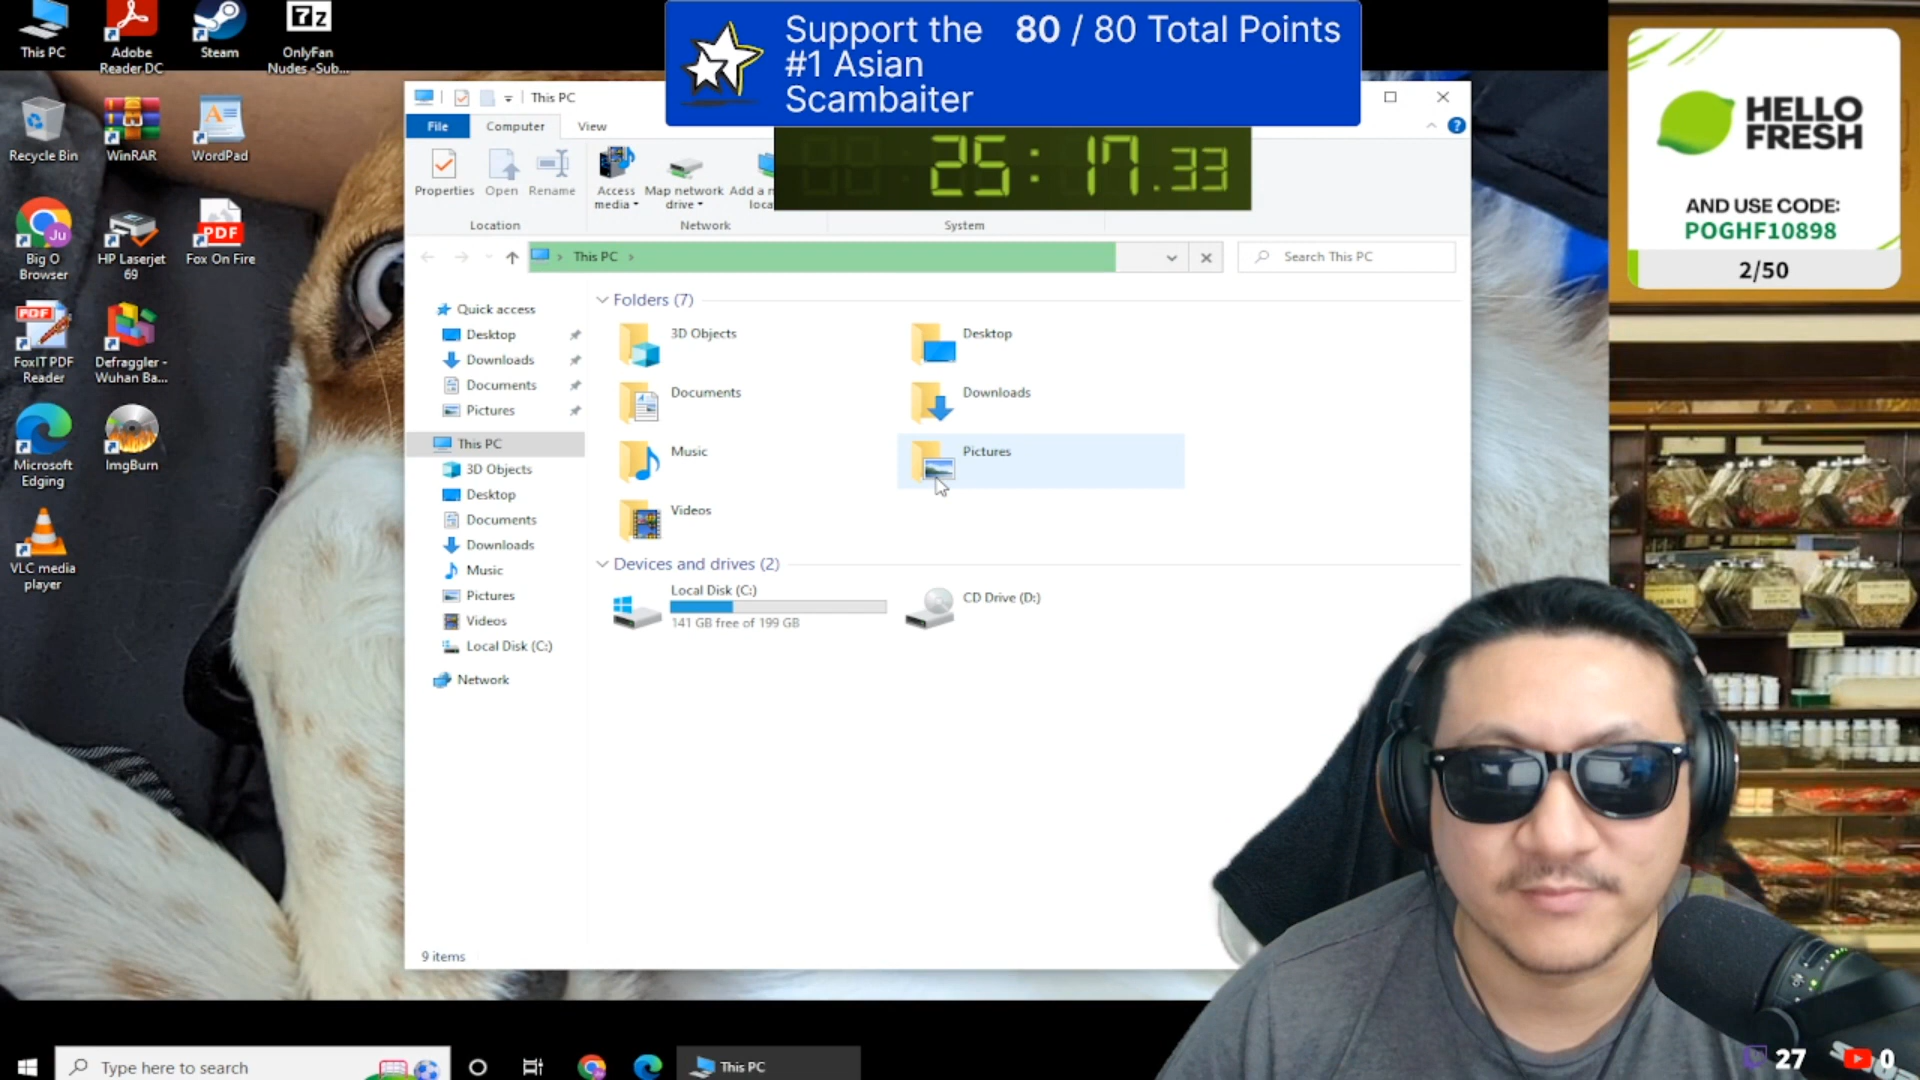 Support the
#1 Asian
Scambaiter
80 / 80 Total Points
25:17.33
HELLO
FRESH
AND USE CODE:
POGHF10898
2/50
This PC
Adobe
Reader DC
Steam
7z
OnlyFan
Nudes -Sub...
Recycle Bin
WinRAR
WordPad
Big O
Browser
HP Laserjet
69
PDF
Fox On Fire
PDF
FoxIT PDF
Reader
Defraggler -
Wuhan Ba...
Microsoft
Edging
ImgBurn
VLC media
player
This PC
File
Computer
View
Properties
Open
Rename
Access
media
Map network
drive
Add a n
loca
Location
Network
System
This PC
Search This PC
Quick access
Desktop
Downloads
Documents
Pictures
This PC
3D Objects
Desktop
Documents
Downloads
Music
Pictures
Videos
Local Disk (C:)
Network
Folders (7)
3D Objects
Desktop
Documents
Downloads
Music
Pictures
Videos
Devices and drives (2)
Local Disk (C:)
141 GB free of 199 GB
CD Drive (D:)
9 items
Type here to search
This PC
27
0